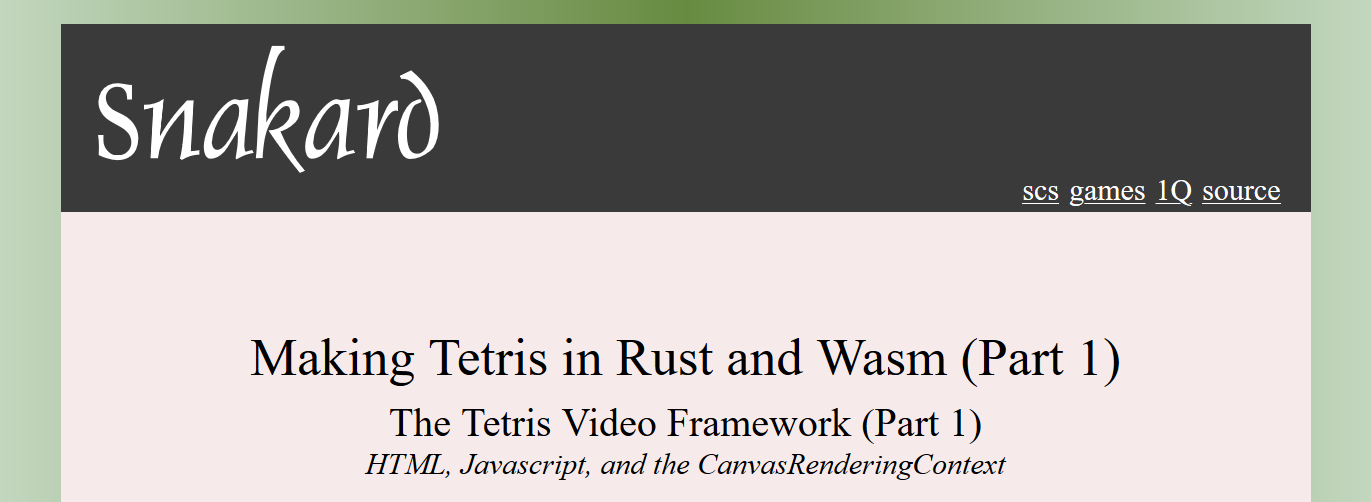 Snakard
scs games 1Q source
Making Tetris in Rust and Wasm (Part 1)
The Tetris Video Framework (Part 1)
HTML, Javascript, and the CanvasRenderingContext